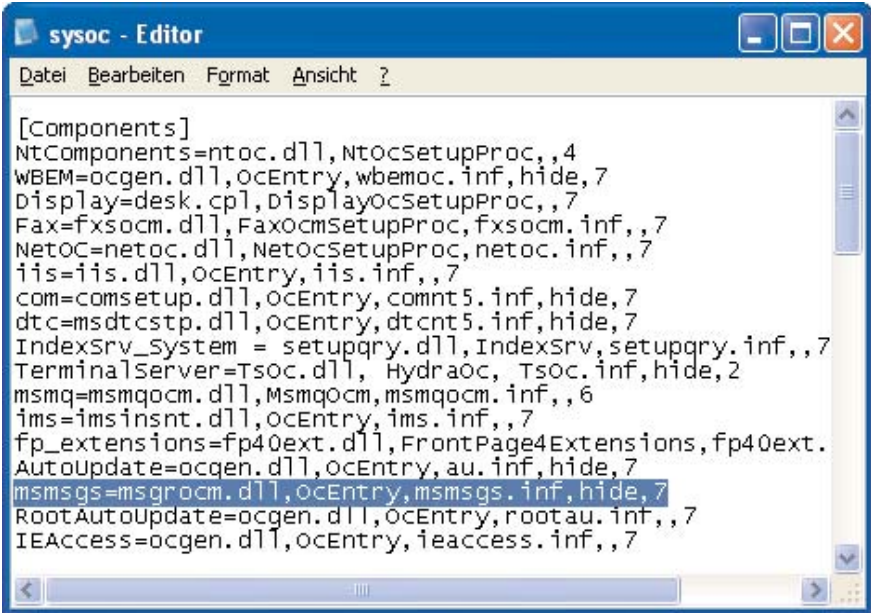 sysoc - Editor
Datei Bearbeiten Format Ansicht ?
[Components]
NtComponents=ntoc.dll,NtOcSetupProc,,4
WBEM=ocgen.dll,OcEntry,wbemoc.inf,hide,7
Display=desk.cpl,DisplayOcSetupProc,,7
Fax=fxsocm.dll,FaxOcmSetupProc,fxsocm.inf,,7
NetOC=netoc.dll,NetOcSetupProc,netoc.inf,,7
iis=iis.dll,OcEntry,iis.inf,,7
com=comsetup.dll,OcEntry,comnt5.inf,hide,7
dtc=msdtcstp.dll,OcEntry,dtcnt5.inf,hide,7
IndexSrv_System = setupqry.dll,IndexSrv,setupqry.inf,,7
TerminalServer=TsOc.dll, HydraOc, TsOc.inf,hide,2
msmq=msmqocm.dll,MsmqOcm,msmqocm.inf,,6
ims=imsinsnt.dll,OcEntry,ims.inf,,7
fp_extensions=fp40ext.dll,FrontPage4Extensions,fp40ext.
AutoUpdate=ocgen.dll,OcEntry,au.inf,hide,7
msmsgs=msgrocm.dll,OcEntry,msmsgs.inf,hide,7
RootAutoUpdate=ocgen.dll,OcEntry,rootau.inf,,7
IEAccess=ocgen.dll,OcEntry,ieaccess.inf,,7